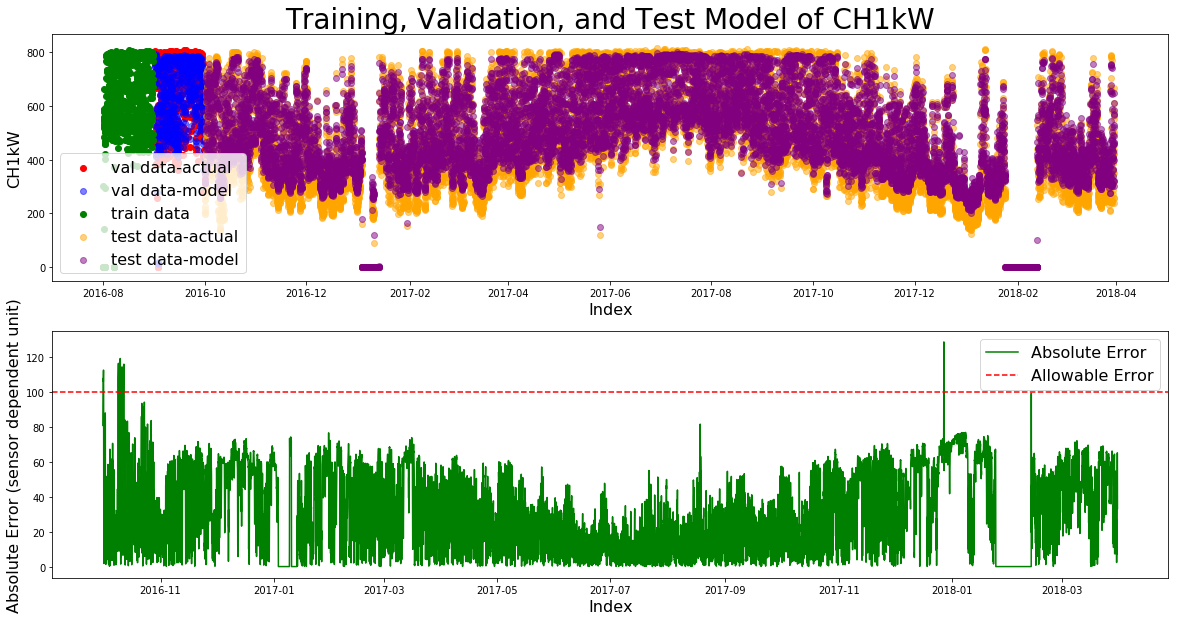 Training, Validation, and Test Model of CH1kW
CH1kW
800
600
400
200
0
val data-actual
val data-model
train data
test data-actual
test data-model
2016-08 2016-10 2016-12 2017-02 2017-04 2017-06 2017-08 2017-10 2017-12 2018-02 2018-04
Index
Absolute Error (sensor dependent unit)
120
100
80
60
40
20
0
Absolute Error
Allowable Error
2016-11 2017-01 2017-03 2017-05 2017-07 2017-09 2017-11 2018-01 2018-03
Index